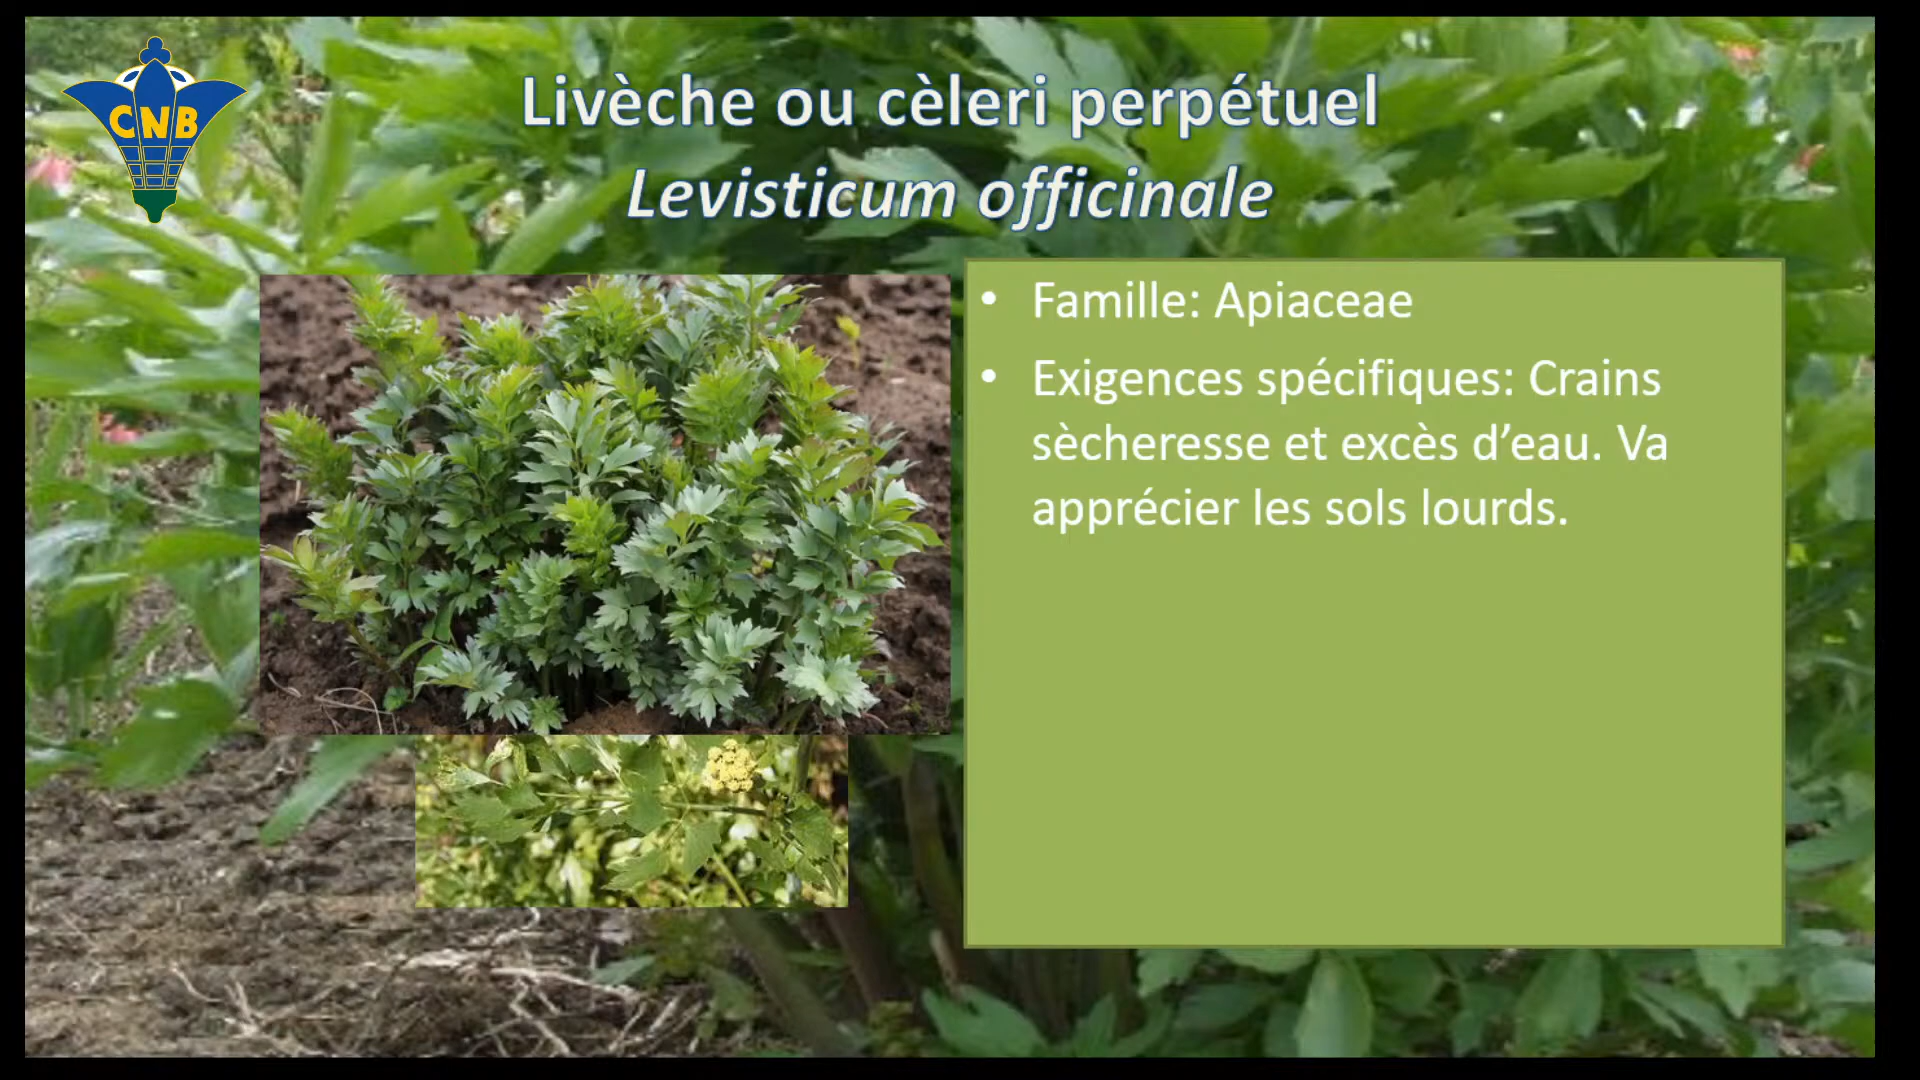 CNB
Livèche ou cèleri perpétuel
Levisticum officinale
• Famille: Apiaceae
• Exigences spécifiques: Crains
sècheresse et excès d’eau. Va
apprécier les sols lourds.